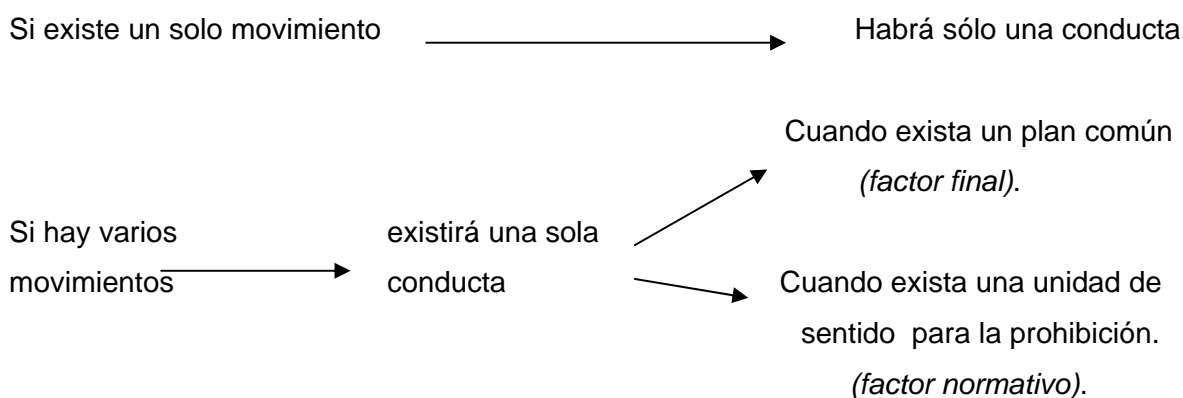 Si existe un solo movimiento
Habrá sólo una conducta
Cuando exista un plan común
(factor final).
Si hay varios
movimientos
existirá una sola
conducta
Cuando exista una unidad de
sentido para la prohibición.
(factor normativo).